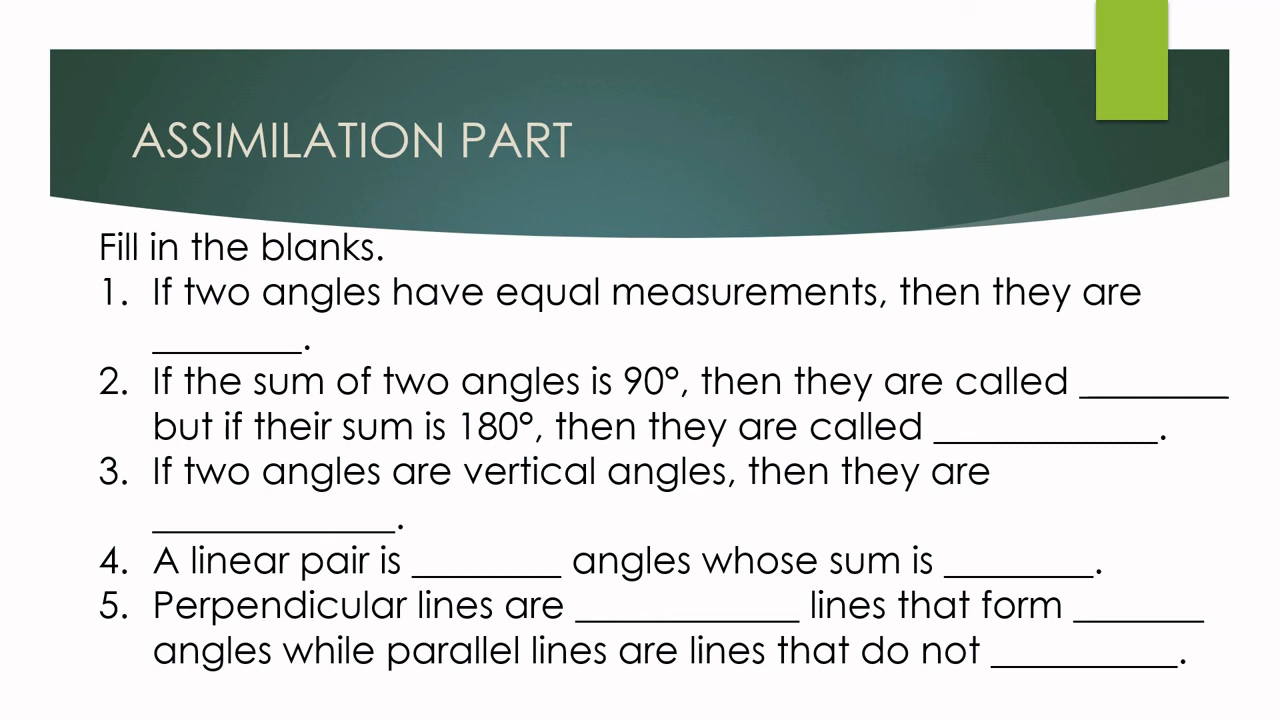 ASSIMILATION PART
Fill in the blanks.
1. If two angles have equal measurements, then they are
________.
2. If the sum of two angles is 90°, then they are called ________
but if their sum is 180°, then they are called ____________.
3. If two angles are vertical angles, then they are
_____________.
4. A linear pair is ________ angles whose sum is ________.
5. Perpendicular lines are ____________ lines that form _______
angles while parallel lines are lines that do not __________.